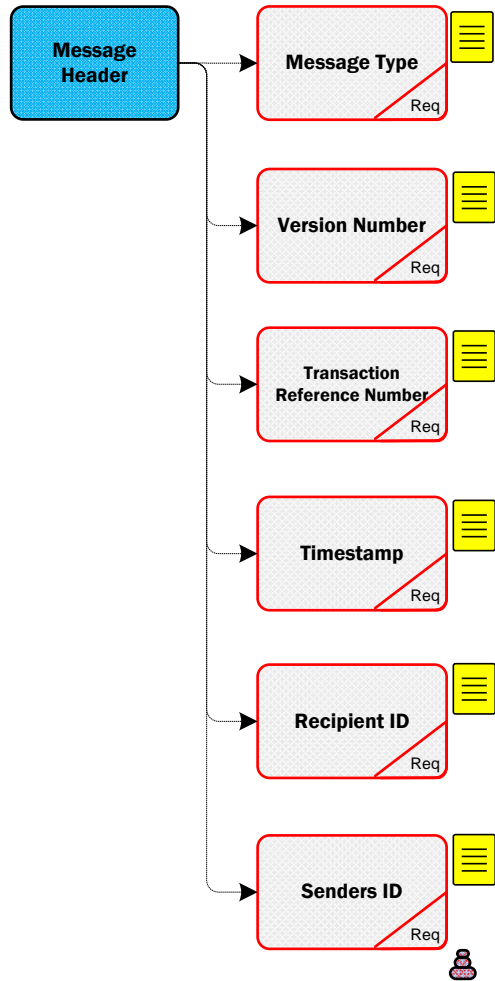 Message
Header
Message Type
Req
Version Number
Req
Transaction
Reference Number
Req
Timestamp
Req
Recipient ID
Req
Senders ID
Req